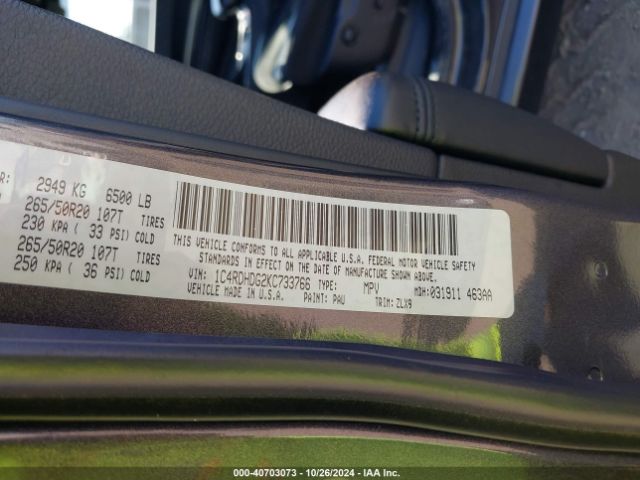 R: 2949 KG 6500 LB
265/50R20 107T TIRES
230 KPA ( 33 PSI) COLD
265/50R20 107T TIRES
250 KPA ( 36 PSI) COLD
THIS VEHICLE CONFORMS TO ALL APPLICABLE U.S.A. FEDERAL MOTOR VEHICLE SAFETY
STANDARDS IN EFFECT ON THE DATE OF MANUFACTURE SHOWN ABOVE.
VIN: 1C4RDHDG2KC733766 TYPE: MPV MDH: 031911 463AA
VEHICLE MADE IN U.S.A. PAINT: PAU TRIM: ZLX9
000-40703073 - 10/26/2024 - IAA Inc.